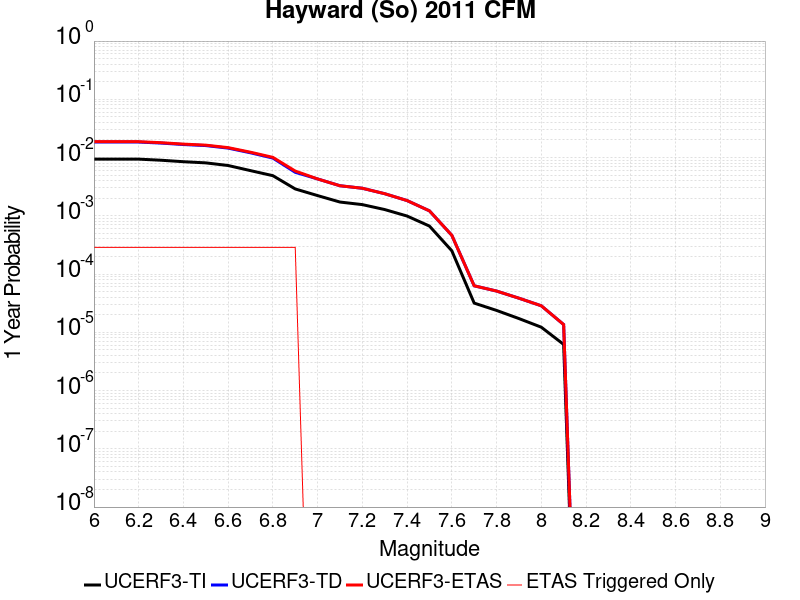 Hayward (So) 2011 CFM
10^0
10^-1
10^-2
10^-3
10^-4
10^-5
10^-6
10^-7
10^-8
1 Year Probability
6 6.2 6.4 6.6 6.8 7 7.2 7.4 7.6 7.8 8 8.2 8.4 8.6 8.8 9
Magnitude
UCERF3-TI UCERF3-TD UCERF3-ETAS ETAS Triggered Only